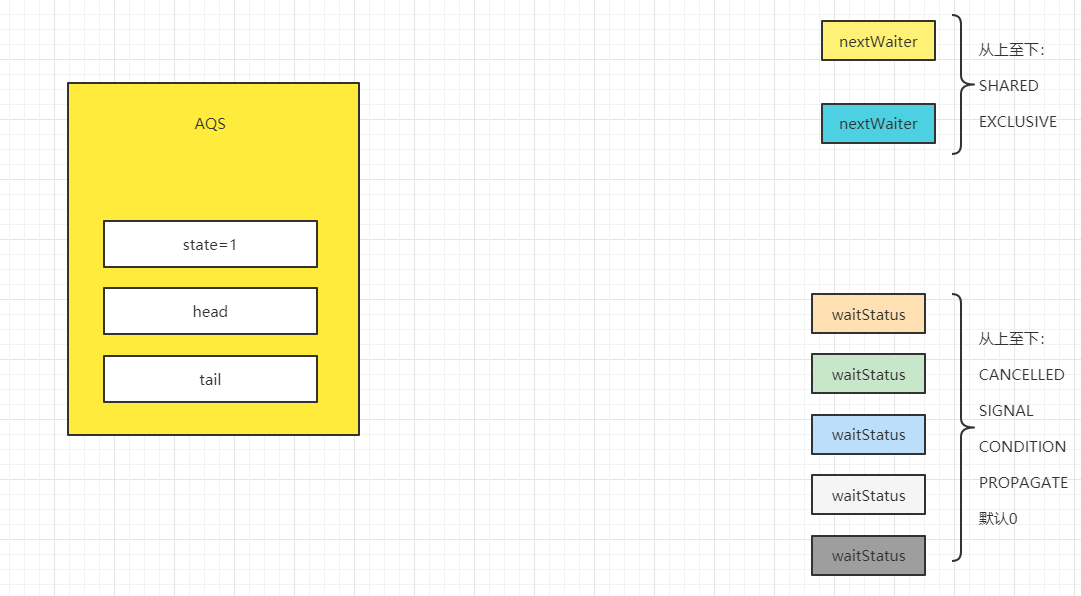 AQS
state=1
head
tail
nextWaiter
nextWaiter
从上至下：
SHARED
EXCLUSIVE
waitStatus
waitStatus
waitStatus
waitStatus
waitStatus
从上至下：
CANCELLED
SIGNAL
CONDITION
PROPAGATE
默认0